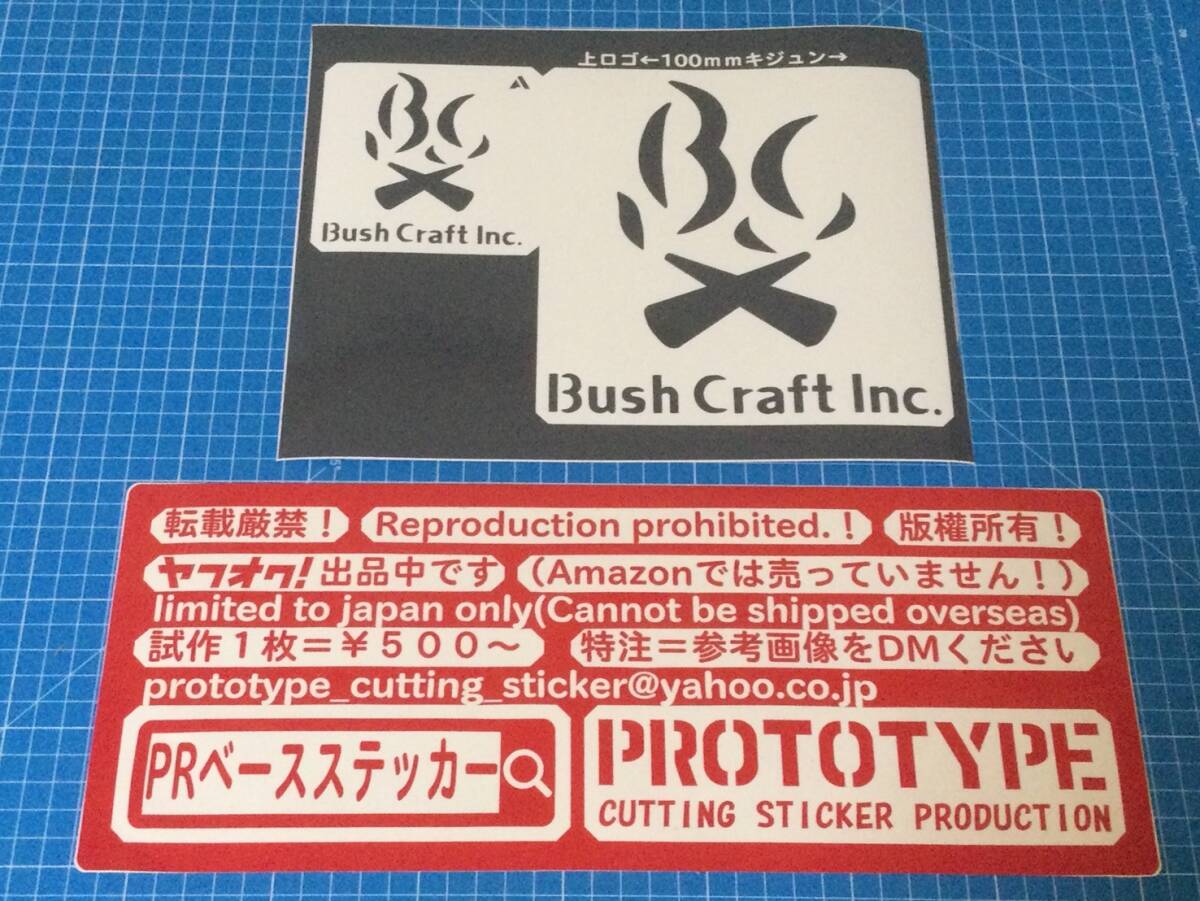 上ロゴ←100mmキジュン→
BC
Bush Craft Inc.
BC
Bush Craft Inc.
転載厳禁！ Reproduction prohibited.！ 版權所有！
ヤフオク!出品中です (Amazonでは売っていません！)
limited to japan only(Cannot be shipped overseas)
試作１枚＝￥５００～ 特注＝参考画像をDMください
prototype_cutting_sticker@yahoo.co.jp
PRベースステッカー
PROTOTYPE
CUTTING STICKER PRODUCTION